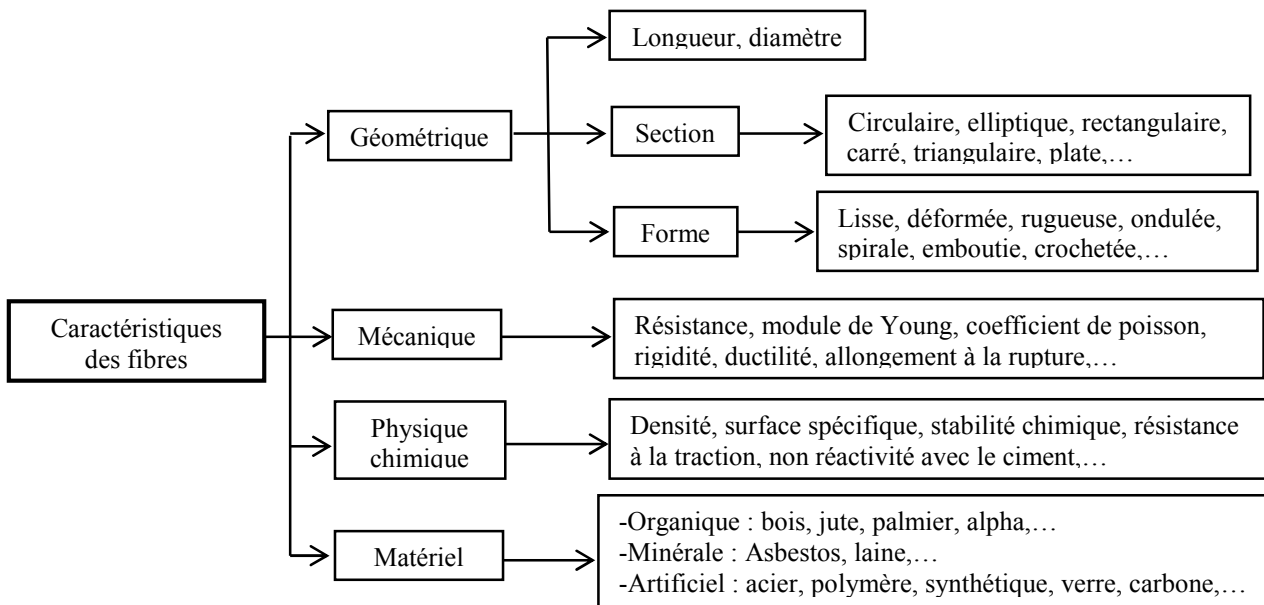 Longueur, diamètre
Géométrique
Section
Circulaire, elliptique, rectangulaire,
carré, triangulaire, plate,…
Forme
Lisse, déformée, rugueuse, ondulée,
spirale, emboutie, crochetée,…
Caractéristiques
des fibres
Mécanique
Résistance, module de Young, coefficient de poisson,
rigidité, ductilité, allongement à la rupture,…
Physique
chimique
Densité, surface spécifique, stabilité chimique, résistance
à la traction, non réactivité avec le ciment,…
Matériel
-Organique : bois, jute, palmier, alpha,…
-Minérale : Asbestos, laine,…
-Artificiel : acier, polymère, synthétique, verre, carbone,…